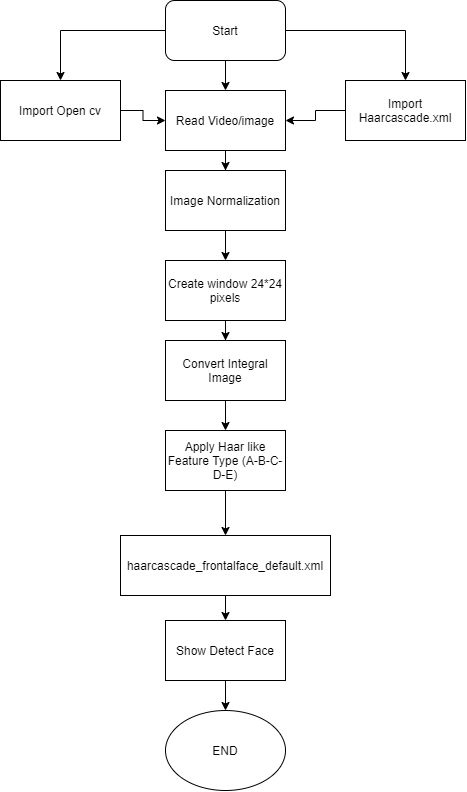 Start
Import Open cv
Read Video/image
Import
Haarcascade.xml
Image Normalization
Create window 24*24
pixels
Convert Integral
Image
Apply Haar like
Feature Type (A-B-C-
D-E)
haarcascade_frontalface_default.xml
Show Detect Face
END